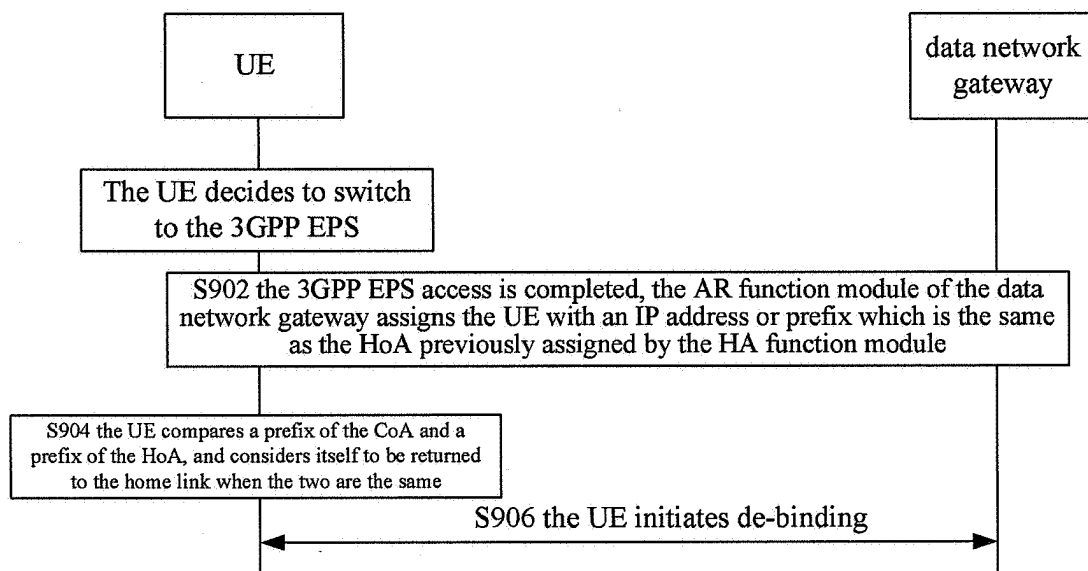 UE
data network
gateway
The UE decides to switch
to the 3GPP EPS
S902 the 3GPP EPS access is completed, the AR function module of the data
network gateway assigns the UE with an IP address or prefix which is the same
as the HoA previously assigned by the HA function module
S904 the UE compares a prefix of the CoA and a
prefix of the HoA, and considers itself to be returned
to the home link when the two are the same
S906 the UE initiates de-binding